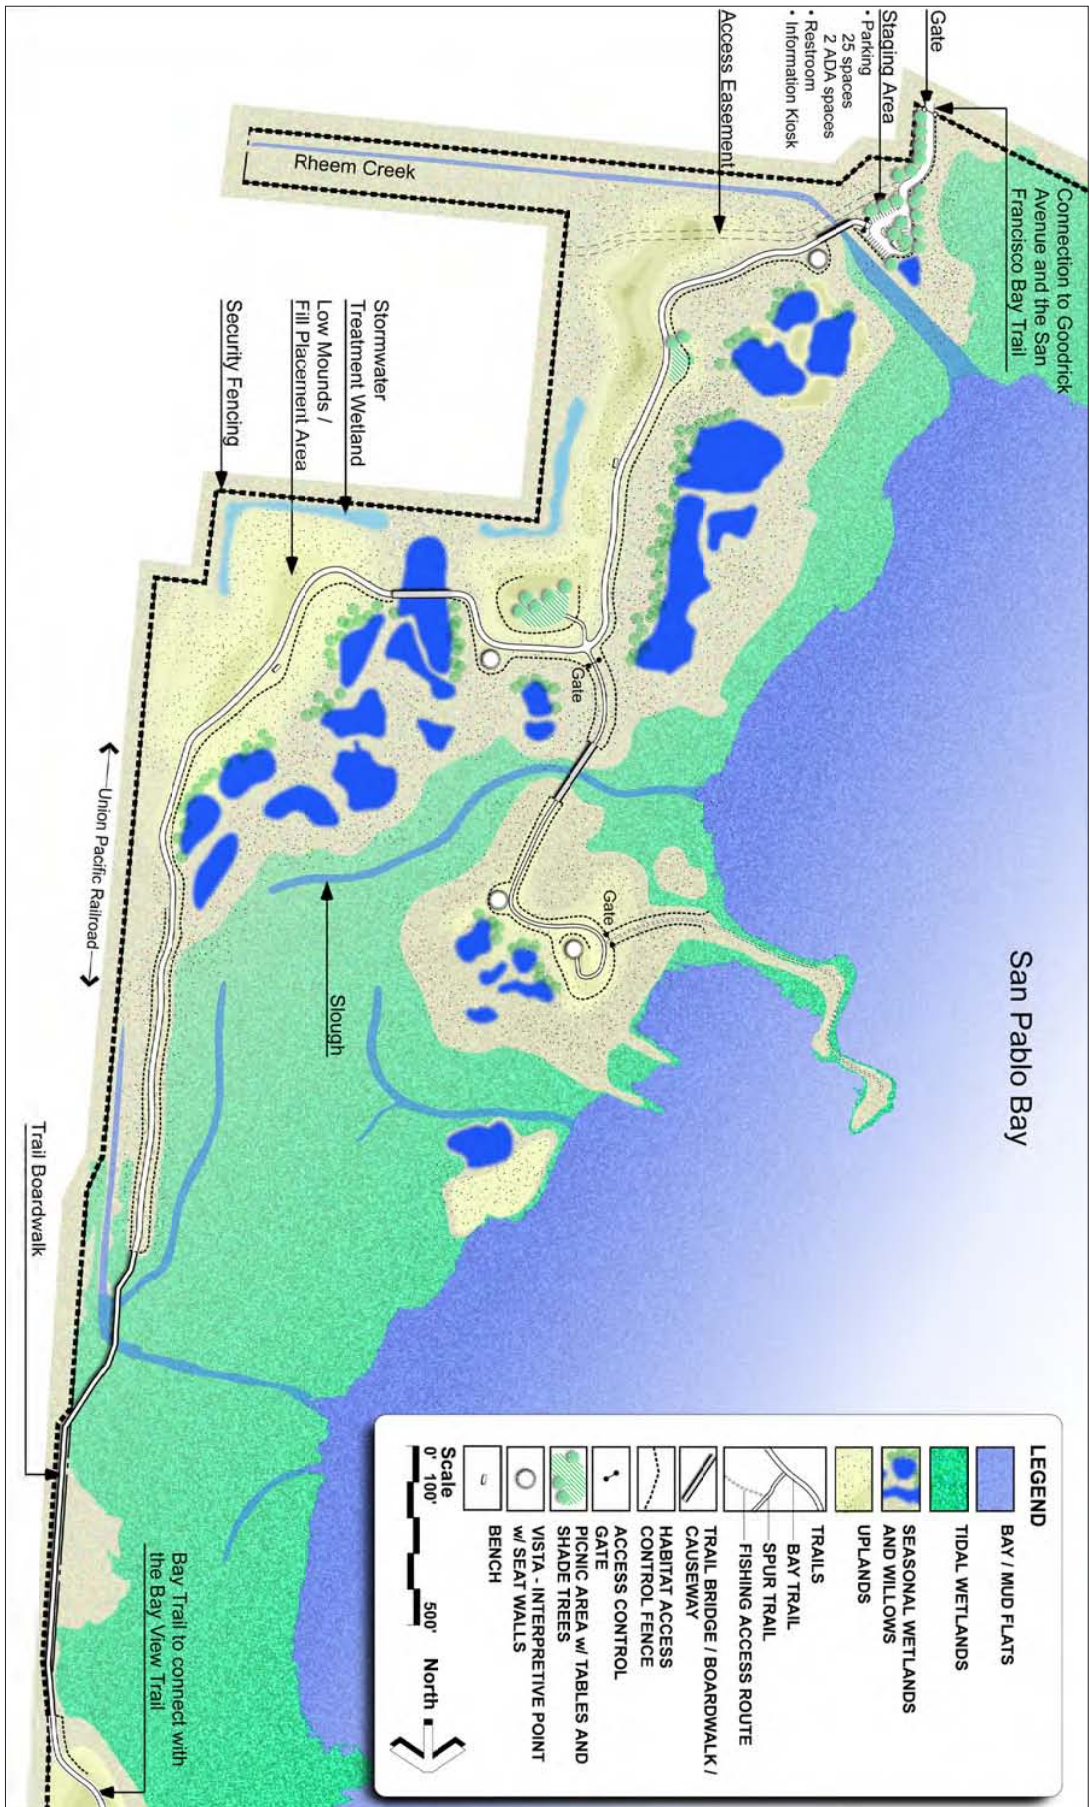 Gate
Staging Area
• Parking
25 spaces
2 ADA spaces
• Restroom
• Information Kiosk
Access Easement
Connection to Goodrick
Avenue and the San
Francisco Bay Trail
Rheem Creek
Stormwater
Treatment Wetland
Low Mounds /
Fill Placement Area
Security Fencing
Gate
Gate
Union Pacific Railroad
Slough
San Pablo Bay
Trail Boardwalk
Bay Trail to connect with
the Bay View Trail
LEGEND
BAY / MUD FLATS
TIDAL WETLANDS
SEASONAL WETLANDS
AND WILLOWS
UPLANDS
TRAILS
BAY TRAIL
SPUR TRAIL
FISHING ACCESS ROUTE
TRAIL BRIDGE / BOARDWALK /
CAUSEWAY
HABITAT ACCESS
CONTROL FENCE
ACCESS CONTROL
GATE
PICNIC AREA w/ TABLES AND
SHADE TREES
VISTA - INTERPRETIVE POINT
w/ SEAT WALLS
BENCH
Scale
0' 100' 500'
North